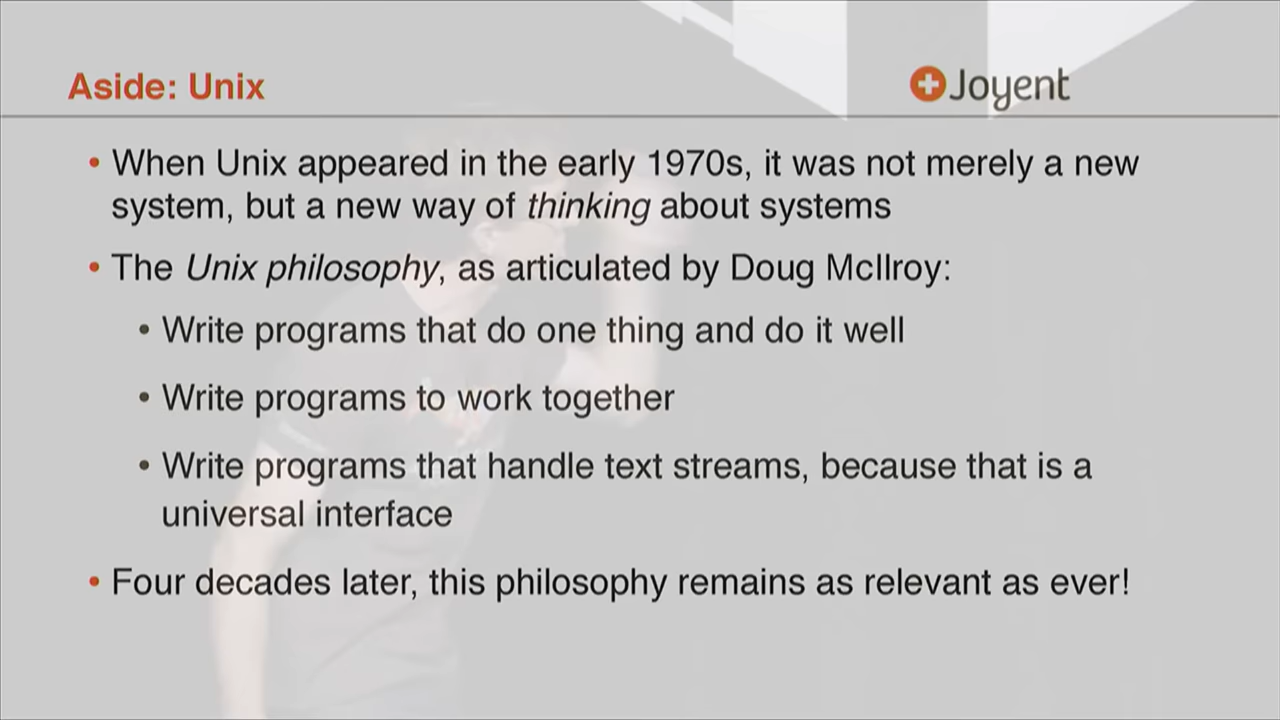 Aside: Unix
Joyent
• When Unix appeared in the early 1970s, it was not merely a new
system, but a new way of thinking about systems
• The Unix philosophy, as articulated by Doug McIlroy:
• Write programs that do one thing and do it well
• Write programs to work together
• Write programs that handle text streams, because that is a
universal interface
• Four decades later, this philosophy remains as relevant as ever!